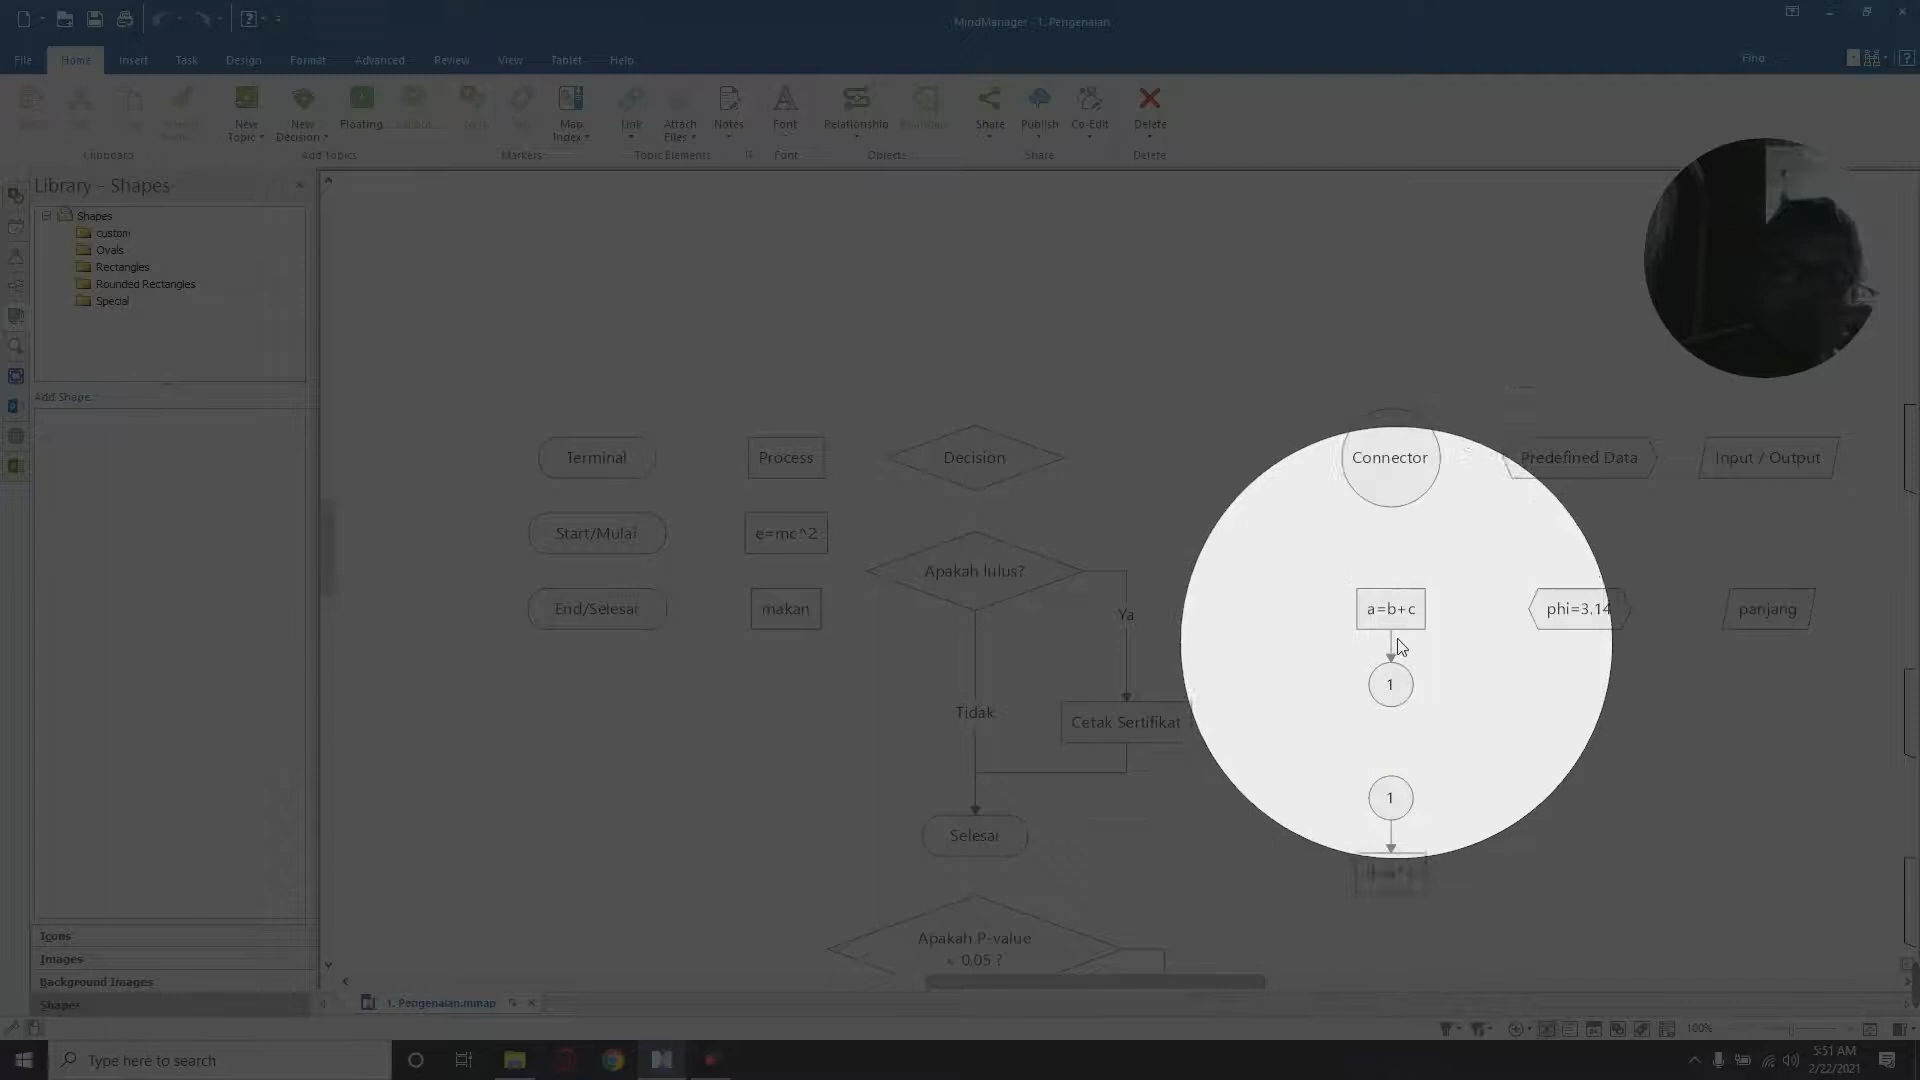 MindManager - 1. Pengenalan
File Home Insert Task Design Format Advanced Review View Tablet Help
Find
New Topic
New Decision
Floating
Map Index
Link
Attach Files
Notes
Font
Relationship
Share
Publish
Co-Edit
Delete
Clipboard
Add Topics
Markers
Topic Elements
Font
Objects
Share
Delete
Library - Shapes
Shapes
custom
Ovals
Rectangles
Rounded Rectangles
Special
Add Shape...
Terminal
Process
Decision
Connector
Predefined Data
Input / Output
Start/Mulai
e=mc^2
Apakah lulus?
End/Selesai
makan
Ya
a=b+c
phi=3.14
panjang
1
Tidak
Cetak Sertifikat
1
Selesai
Apakah P-value
< 0.05 ?
Icons
Images
Background Images
Shapes
1. Pengenalan.mmap
100%
Type here to search
5:51 AM
2/22/2021